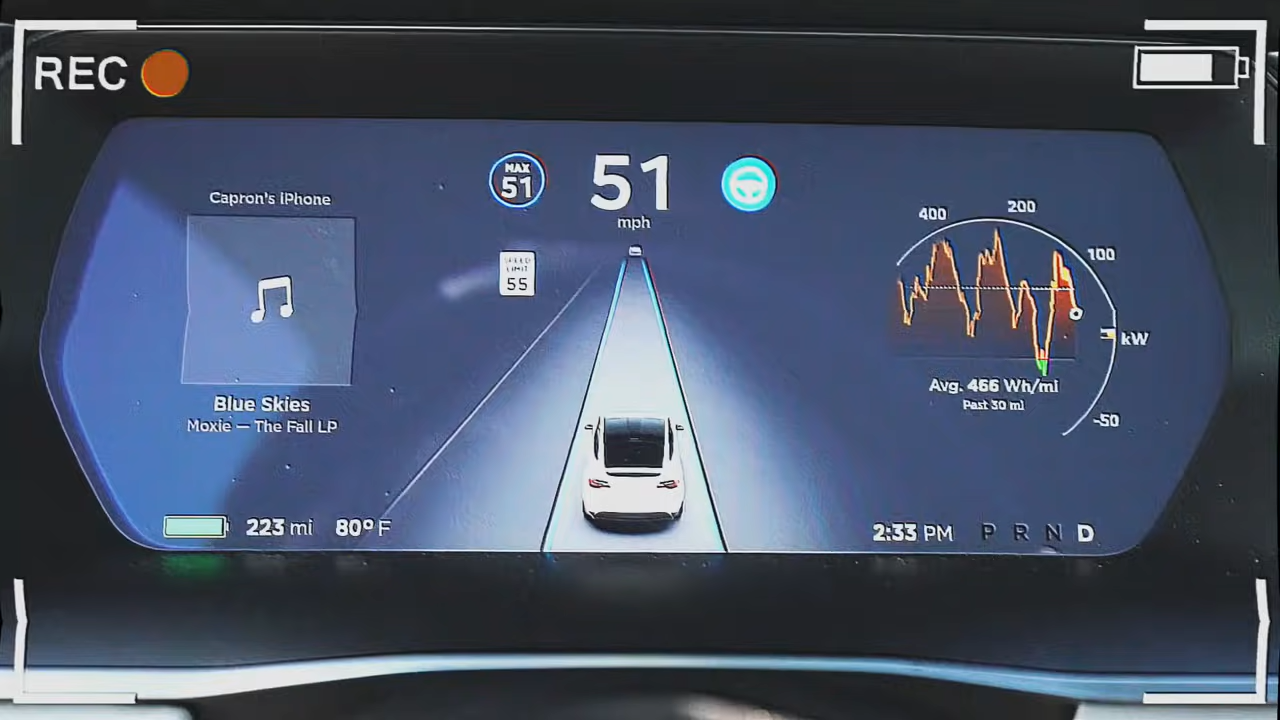 REC
Capron's iPhone
Blue Skies
Moxie — The Fall LP
MAX
51
51
mph
SPEED
LIMIT
55
400
200
100
kW
-50
Avg. 466 Wh/mi
Past 30 mi
223 mi 80° F
2:33 PM P R N D